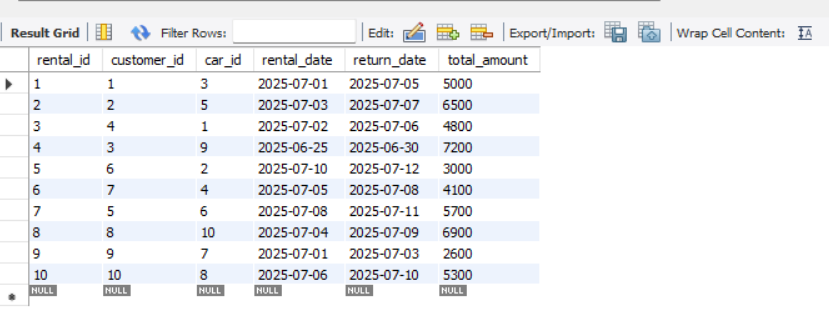 Result Grid Filter Rows: Edit: Export/Import: Wrap Cell Content: IA
rental_id customer_id car_id rental_date return_date total_amount
1 1 3 2025-07-01 2025-07-05 5000
2 2 5 2025-07-03 2025-07-07 6500
3 4 1 2025-07-02 2025-07-06 4800
4 3 9 2025-06-25 2025-06-30 7200
5 6 2 2025-07-10 2025-07-12 3000
6 7 4 2025-07-05 2025-07-08 4100
7 5 6 2025-07-08 2025-07-11 5700
8 8 10 2025-07-04 2025-07-09 6900
9 9 7 2025-07-01 2025-07-03 2600
10 10 8 2025-07-06 2025-07-10 5300
NULL NULL NULL NULL NULL NULL